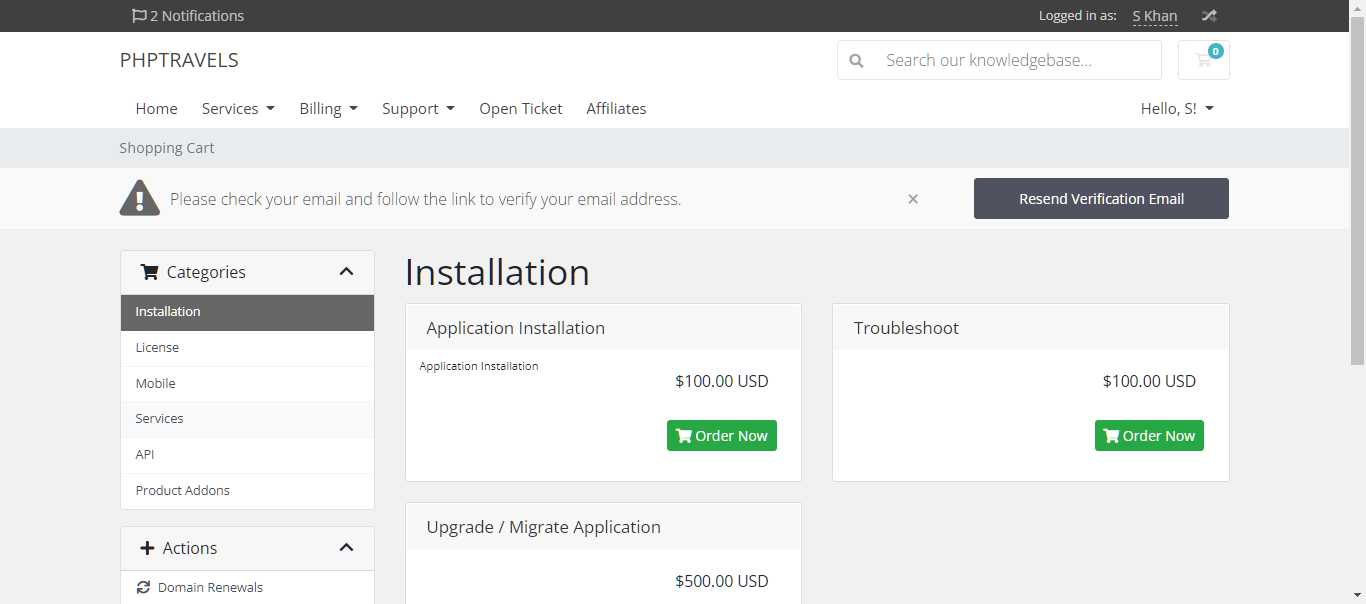 2 Notifications
Logged in as: S Khan
PHPTRAVELS
Search our knowledgebase...
0
Home Services Billing Support Open Ticket Affiliates
Hello, S!
Shopping Cart
Please check your email and follow the link to verify your email address.
×
Resend Verification Email
Categories
Installation
License
Mobile
Services
API
Product Addons
Actions
Domain Renewals
Installation
Application Installation
Application Installation
$100.00 USD
Order Now
Troubleshoot
$100.00 USD
Order Now
Upgrade / Migrate Application
$500.00 USD